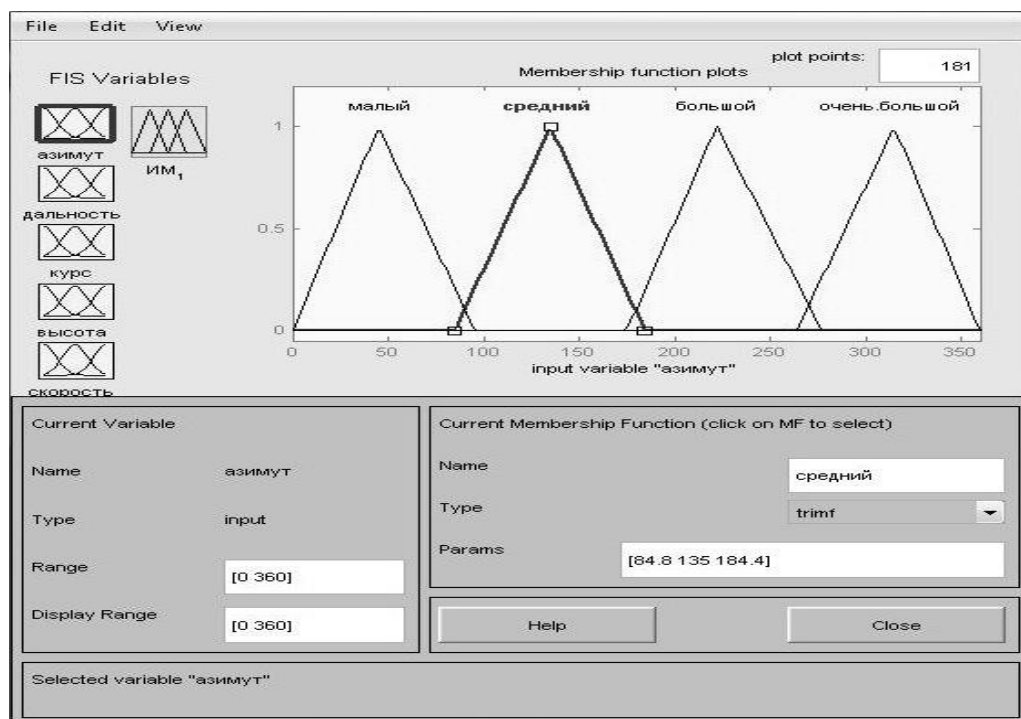 File Edit View
plot points: 181
FIS Variables
Membership function plots
малый средний большой очень.большой
1
0.5
0
0 50 100 150 200 250 300 350
input variable "азимут"
азимут
ИМ1
дальность
курс
высота
скорость
Current Variable
Name азимут
Type input
Range [0 360]
Display Range [0 360]
Current Membership Function (click on MF to select)
Name средний
Type trimf
Params [84.8 135 184.4]
Help Close
Selected variable "азимут"